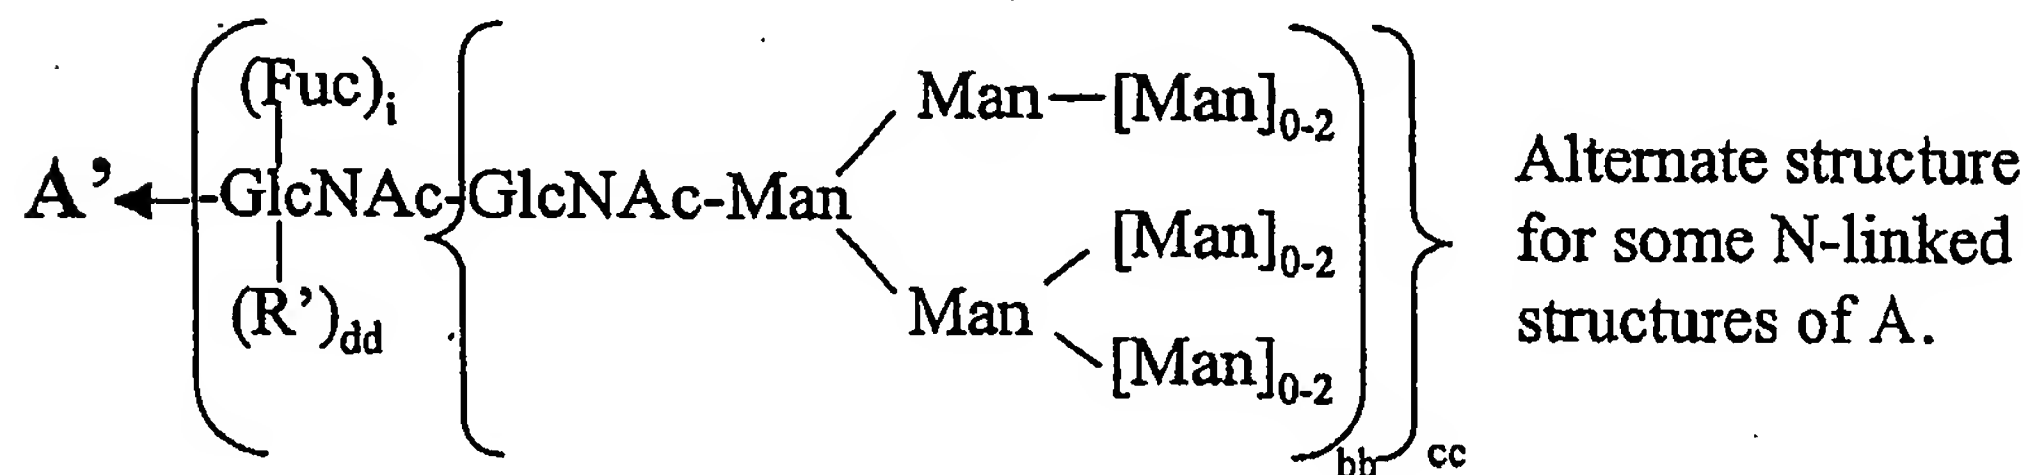 (Fuc)i
Man—[Man]0-2
A’ -GlcNAc- GlcNAc-Man
(R’)dd
[Man]0-2
Man
[Man]0-2
bb cc
Alternate structure
for some N-linked
structures of A.